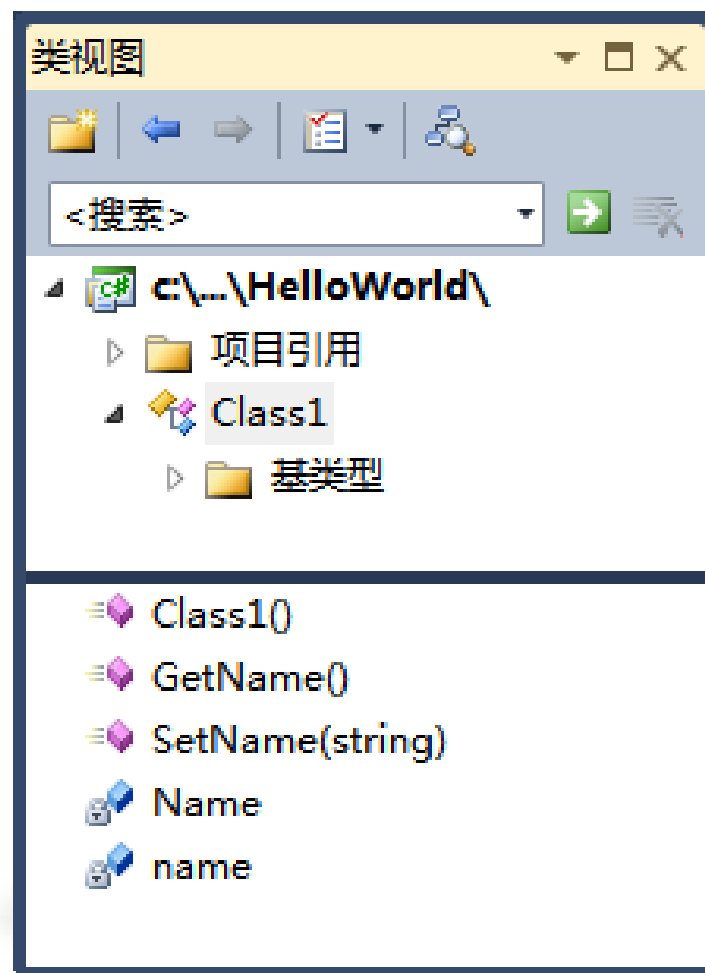 类视图
<搜索>
c:\...\HelloWorld\
项目引用
Class1
基类型
Class1()
GetName()
SetName(string)
Name
name